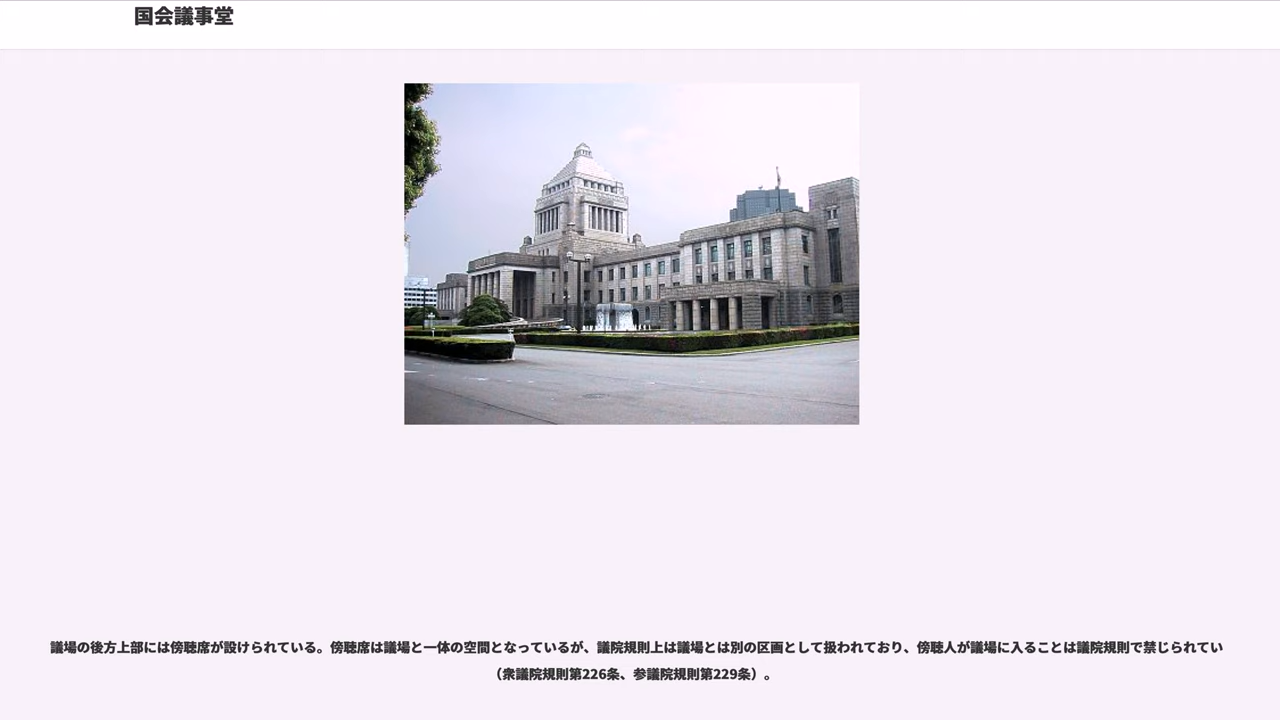 国会議事堂
議場の後方上部には傍聴席が設けられている。傍聴席は議場と一体の空間となっているが、議院規則上は議場とは別の区画として扱われており、傍聴人が議場に入ることは議院規則で禁じられてい
（衆議院規則第226条、参議院規則第229条）。